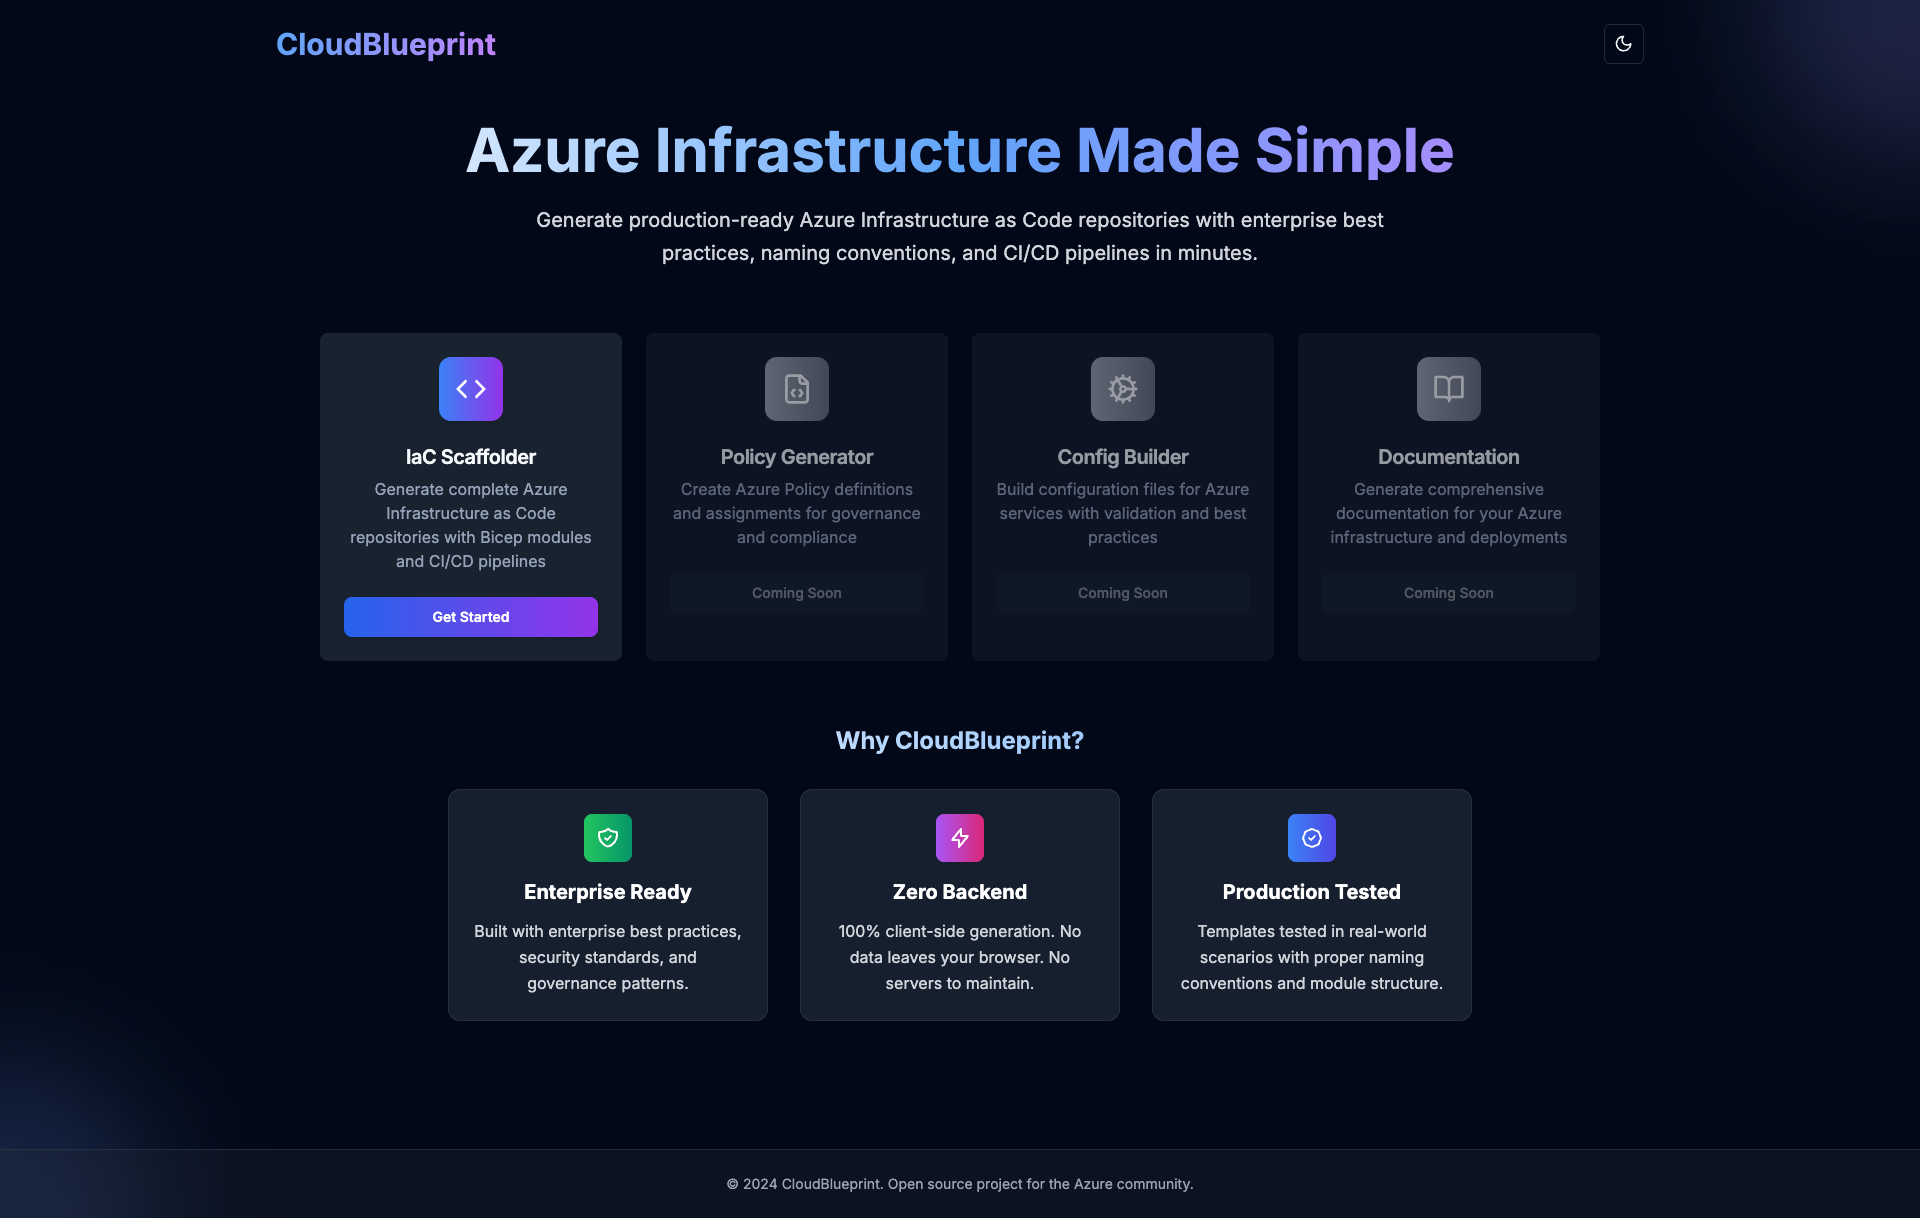 CloudBlueprint
Azure Infrastructure Made Simple
Generate production-ready Azure Infrastructure as Code repositories with enterprise best
practices, naming conventions, and CI/CD pipelines in minutes.
IaC Scaffolder
Generate complete Azure
Infrastructure as Code
repositories with Bicep modules
and CI/CD pipelines
Get Started
Policy Generator
Create Azure Policy definitions
and assignments for governance
and compliance
Coming Soon
Config Builder
Build configuration files for Azure
services with validation and best
practices
Coming Soon
Documentation
Generate comprehensive
documentation for your Azure
infrastructure and deployments
Coming Soon
Why CloudBlueprint?
Enterprise Ready
Built with enterprise best practices,
security standards, and
governance patterns.
Zero Backend
100% client-side generation. No
data leaves your browser. No
servers to maintain.
Production Tested
Templates tested in real-world
scenarios with proper naming
conventions and module structure.
© 2024 CloudBlueprint. Open source project for the Azure community.